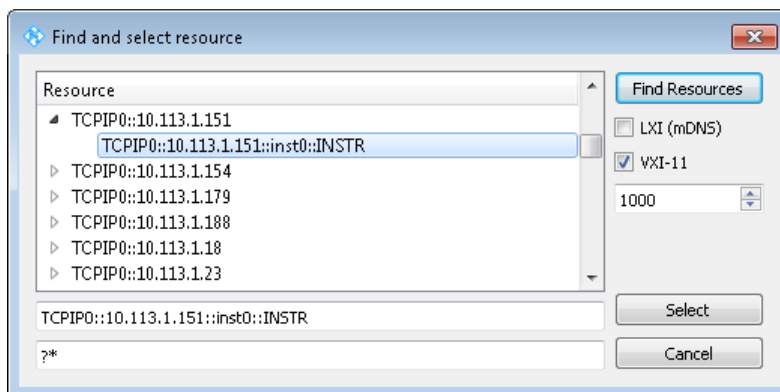 Find and select resource
Resource
TCPIP0::10.113.1.151
TCPIP0::10.113.1.151::inst0::INSTR
TCPIP0::10.113.1.154
TCPIP0::10.113.1.179
TCPIP0::10.113.1.188
TCPIP0::10.113.1.18
TCPIP0::10.113.1.23
TCPIP0::10.113.1.151::inst0::INSTR
?*
Find Resources
LXI (mDNS)
VXI-11
1000
Select
Cancel